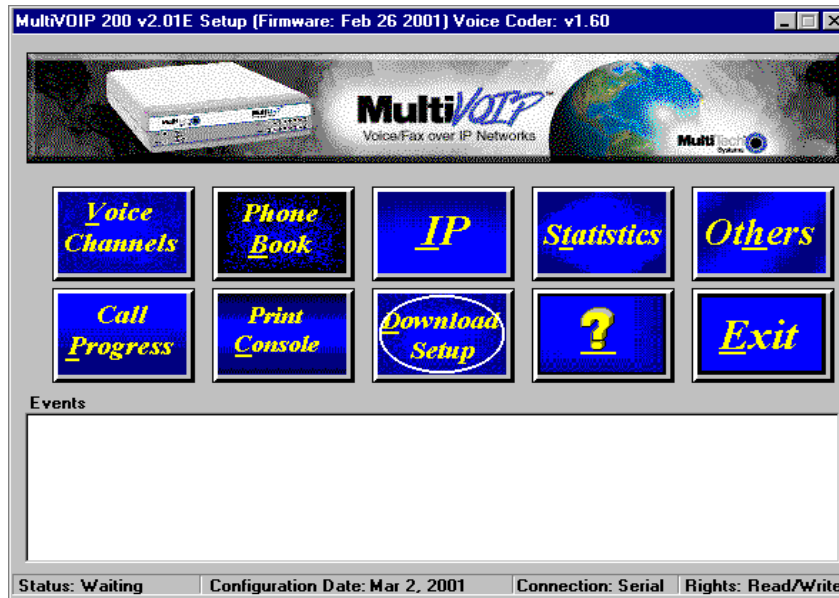 MultiVOIP 200 v2.01E Setup (Firmware: Feb 26 2001) Voice Coder: v1.60
MultiVOIP™
Voice/Fax over IP Networks
MultiTech
Systems
Voice Channels
Phone Book
IP
Statistics
Others
Call Progress
Print Console
Download Setup
?
Exit
Events
Status: Waiting
Configuration Date: Mar 2, 2001
Connection: Serial
Rights: Read/Write